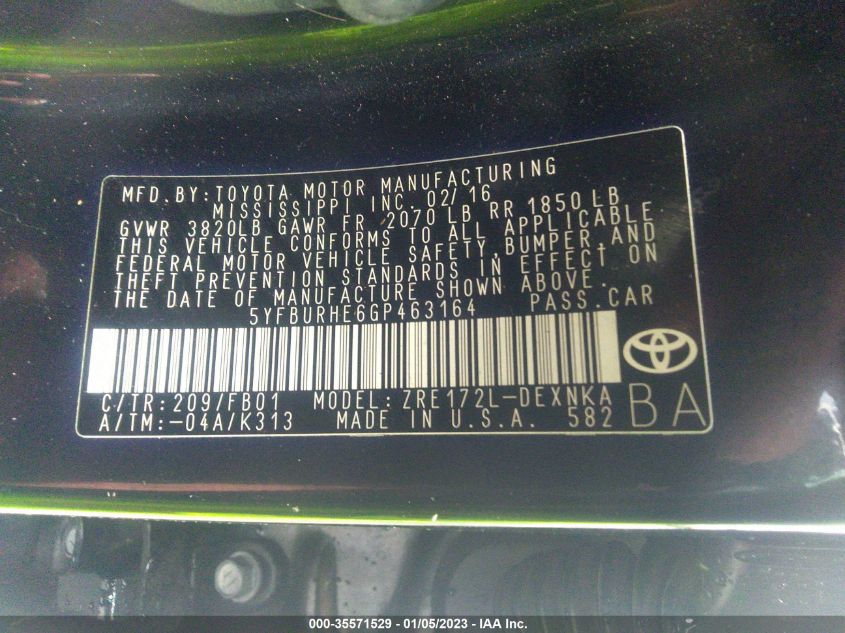 MFD. BY: TOYOTA MOTOR MANUFACTURING
MISSISSIPPI INC. 02/16
GVWR 3820LB GAWR FR 2070 LB RR 1850 LB
THIS VEHICLE CONFORMS TO ALL APPLICABLE
FEDERAL MOTOR VEHICLE SAFETY, BUMPER, AND
THEFT PREVENTION STANDARDS IN EFFECT ON
THE DATE OF MANUFACTURE SHOWN ABOVE.
5YFBURHE6GP463164 PASS. CAR
C/TR: 209/FB01 MODEL: ZRE172L-DEXNKA
A/TM: -04A/K313 MADE IN U.S.A. 582
BA
000-35571529 - 01/05/2023 - IAA Inc.